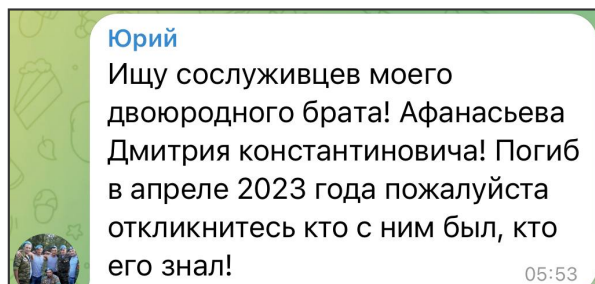 Юрий
Ищу сослуживцев моего
двоюродного брата! Афанасьева
Дмитрия константиновича! Погиб
в апреле 2023 года пожалуйста
откликнитесь кто с ним был, кто
его знал!
05:53